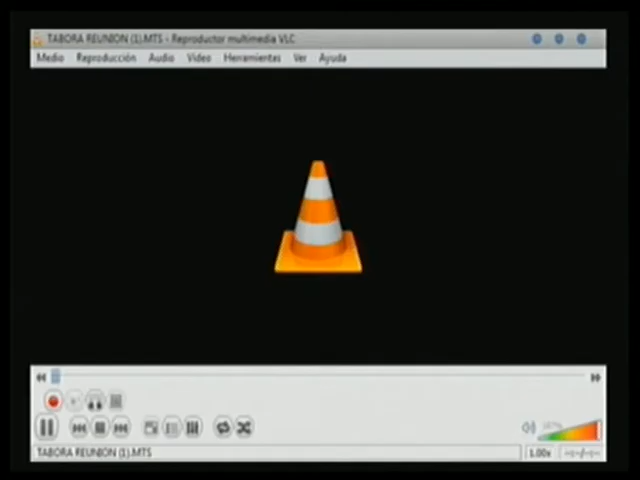 TABORA REUNION (1).MTS - Reproductor multimedia VLC
Medio Reproducción Audio Vídeo Herramientas Ver Ayuda
TABORA REUNION (1).MTS 1.00x --:--/--:--